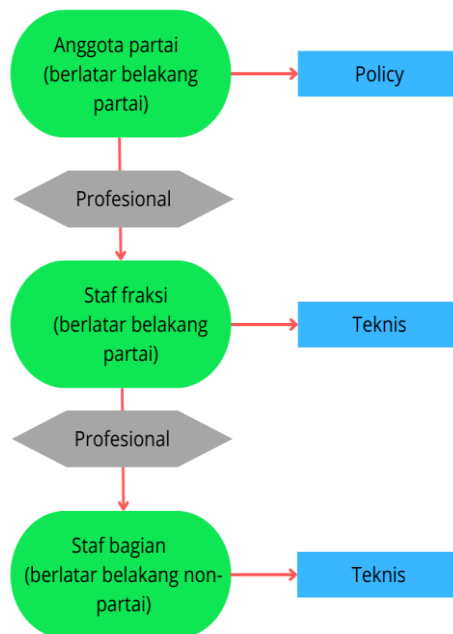 Anggota partai
(berlatar belakang
partai)
Policy
Profesional
Staf fraksi
(berlatar belakang
partai)
Teknis
Profesional
Staf bagian
(berlatar belakang non-
partai)
Teknis